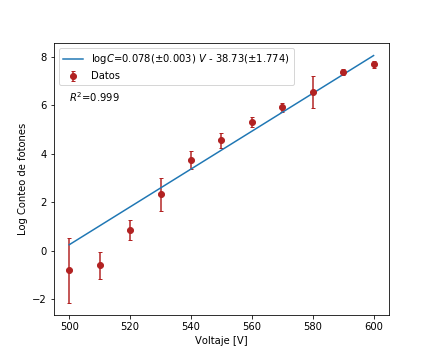 logC=0.078(±0.003) V - 38.73(±1.774)
Datos
R²=0.999
Log Conteo de fotones
8
6
4
2
0
−2
500 520 540 560 580 600
Voltaje [V]